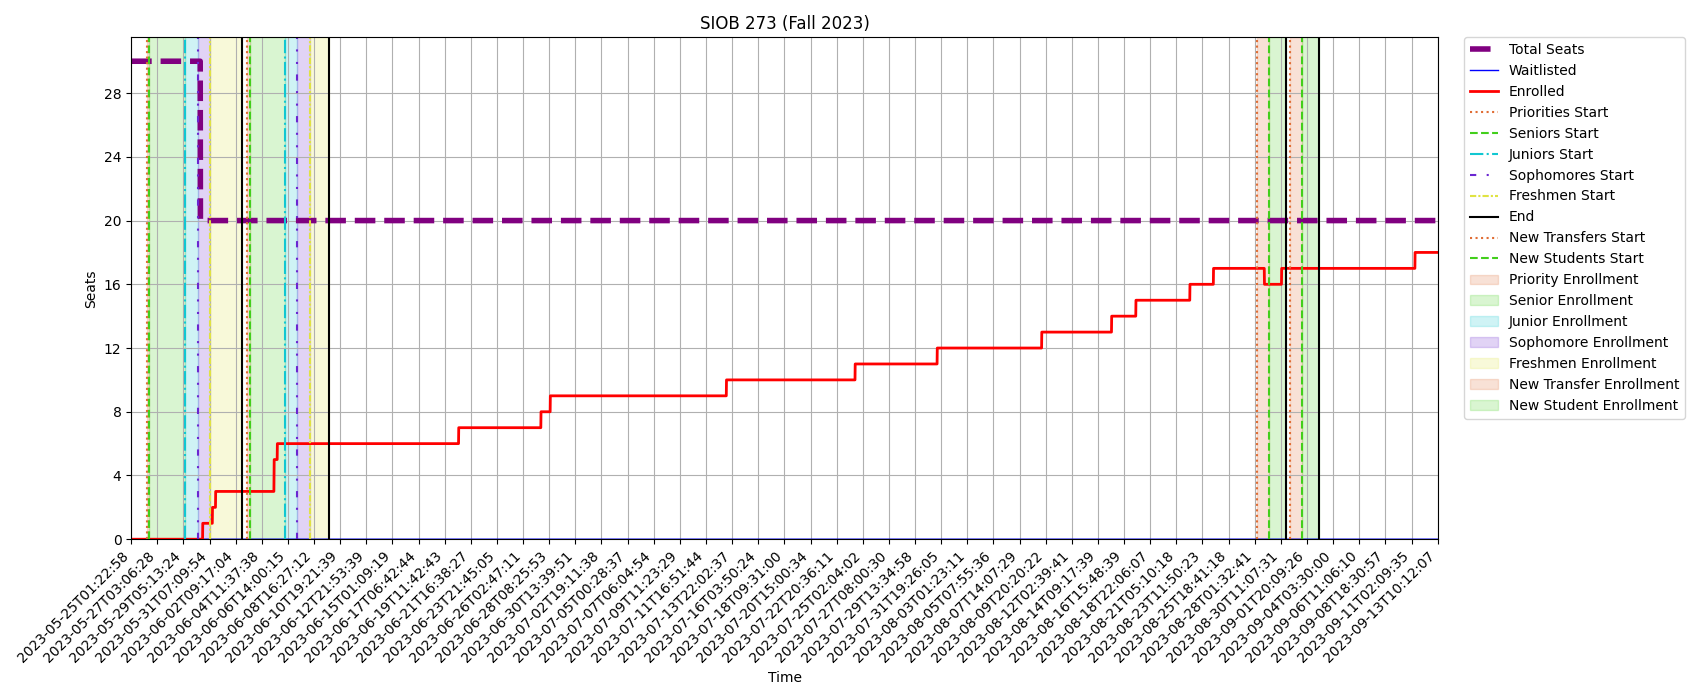 SIOB 273 (Fall 2023)
Seats
28
24
20
16
12
8
4
0
2023-05-25T01:22:58
2023-05-27T03:06:28
2023-05-29T05:13:24
2023-05-31T07:09:54
2023-06-02T09:17:04
2023-06-04T11:37:38
2023-06-06T14:00:15
2023-06-08T16:27:12
2023-06-10T19:21:39
2023-06-12T21:53:39
2023-06-15T01:09:19
2023-06-17T06:42:44
2023-06-19T11:42:43
2023-06-21T16:38:27
2023-06-23T21:45:05
2023-06-26T02:47:11
2023-06-28T08:25:53
2023-06-30T13:39:51
2023-07-02T19:11:38
2023-07-05T00:28:37
2023-07-07T06:04:54
2023-07-09T11:23:29
2023-07-11T16:51:44
2023-07-13T22:02:37
2023-07-16T03:50:24
2023-07-18T09:31:00
2023-07-20T15:00:34
2023-07-22T20:36:11
2023-07-25T02:04:02
2023-07-27T08:00:30
2023-07-29T13:34:58
2023-07-31T19:26:05
2023-08-03T01:23:11
2023-08-05T07:55:36
2023-08-07T14:07:29
2023-08-09T20:20:22
2023-08-12T02:39:41
2023-08-14T09:17:39
2023-08-16T15:48:39
2023-08-18T22:06:07
2023-08-21T05:10:18
2023-08-23T11:50:23
2023-08-25T18:41:18
2023-08-28T01:32:41
2023-08-30T11:07:31
2023-09-01T20:09:26
2023-09-04T03:30:00
2023-09-06T11:06:10
2023-09-08T18:30:57
2023-09-11T02:09:35
2023-09-13T10:12:07
Time
Total Seats
Waitlisted
Enrolled
Priorities Start
Seniors Start
Juniors Start
Sophomores Start
Freshmen Start
End
New Transfers Start
New Students Start
Priority Enrollment
Senior Enrollment
Junior Enrollment
Sophomore Enrollment
Freshmen Enrollment
New Transfer Enrollment
New Student Enrollment